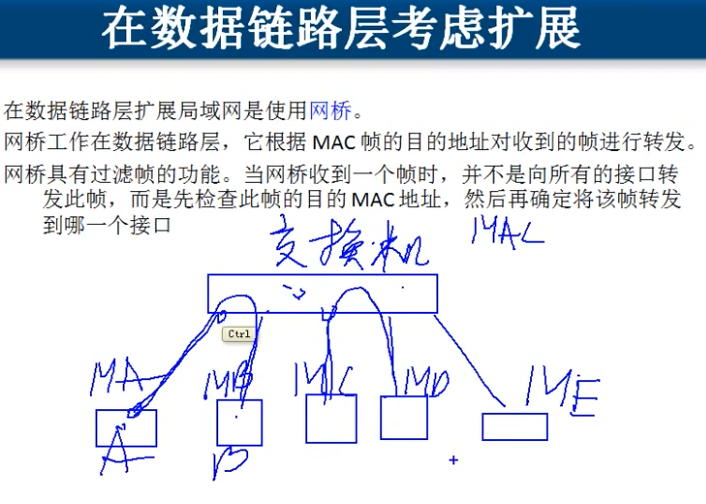 在数据链路层考虑扩展
在数据链路层扩展局域网是使用网桥。
网桥工作在数据链路层，它根据 MAC 帧的目的地址对收到的帧进行转发。
网桥具有过滤帧的功能。当网桥收到一个帧时，并不是向所有的接口转
发此帧，而是先检查此帧的目的 MAC 地址，然后再确定将该帧转发
到哪一个接口
交换机 MAC
Ctrl
MA MB MC MD ME
A B